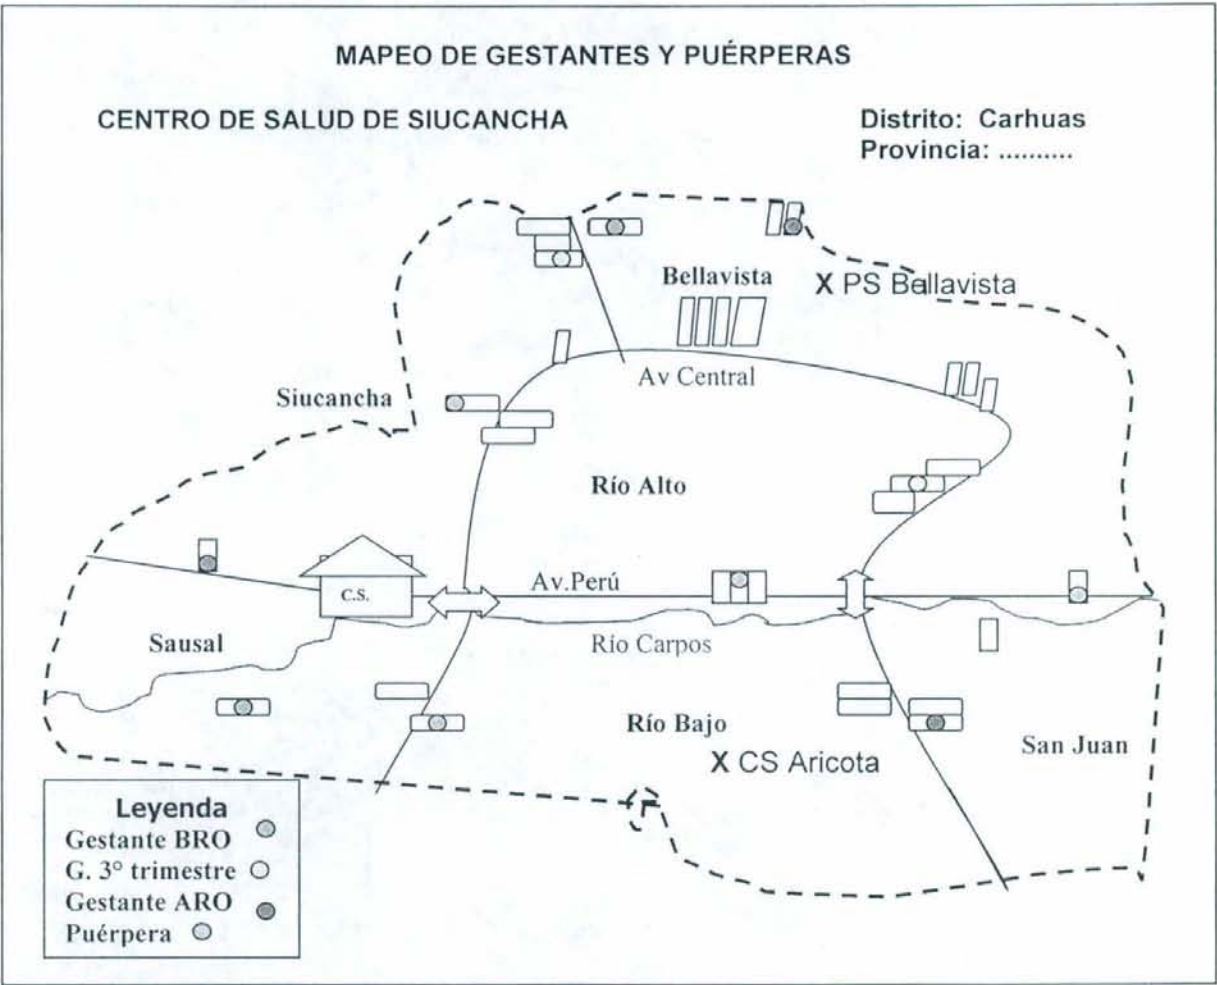 MAPEO DE GESTANTES Y PUÉRPERAS
CENTRO DE SALUD DE SIUCANCHA
Distrito: Carhuas
Provincia: ..........
Bellavista
X PS Bellavista
Av Central
Siucancha
Río Alto
Av.Perú
C.S.
Río Carpos
Sausal
Río Bajo
San Juan
X CS Aricota
Leyenda
Gestante BRO
G. 3° trimestre
Gestante ARO
Puérpera